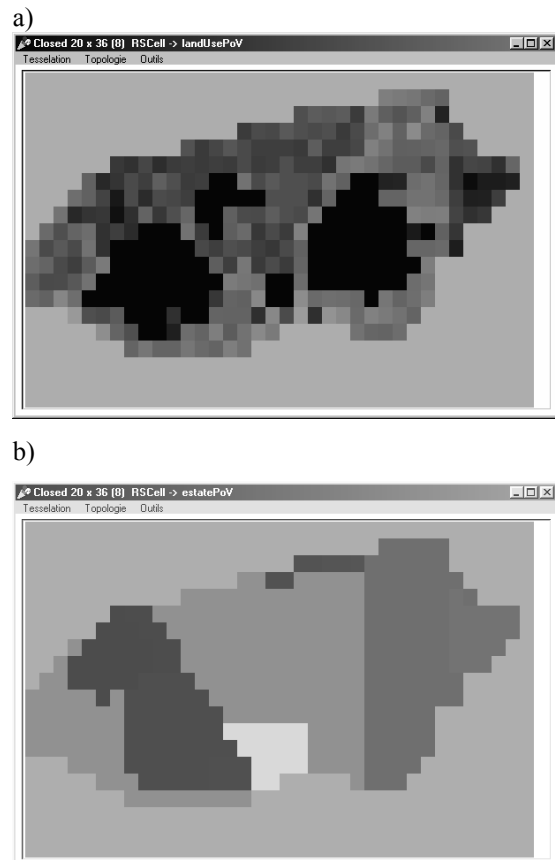 a)
Closed 20 x 36 (8) RSCell -> landUsePoV
Tesselation Topologie Outils
b)
Closed 20 x 36 (8) RSCell -> estatePoV
Tesselation Topologie Outils